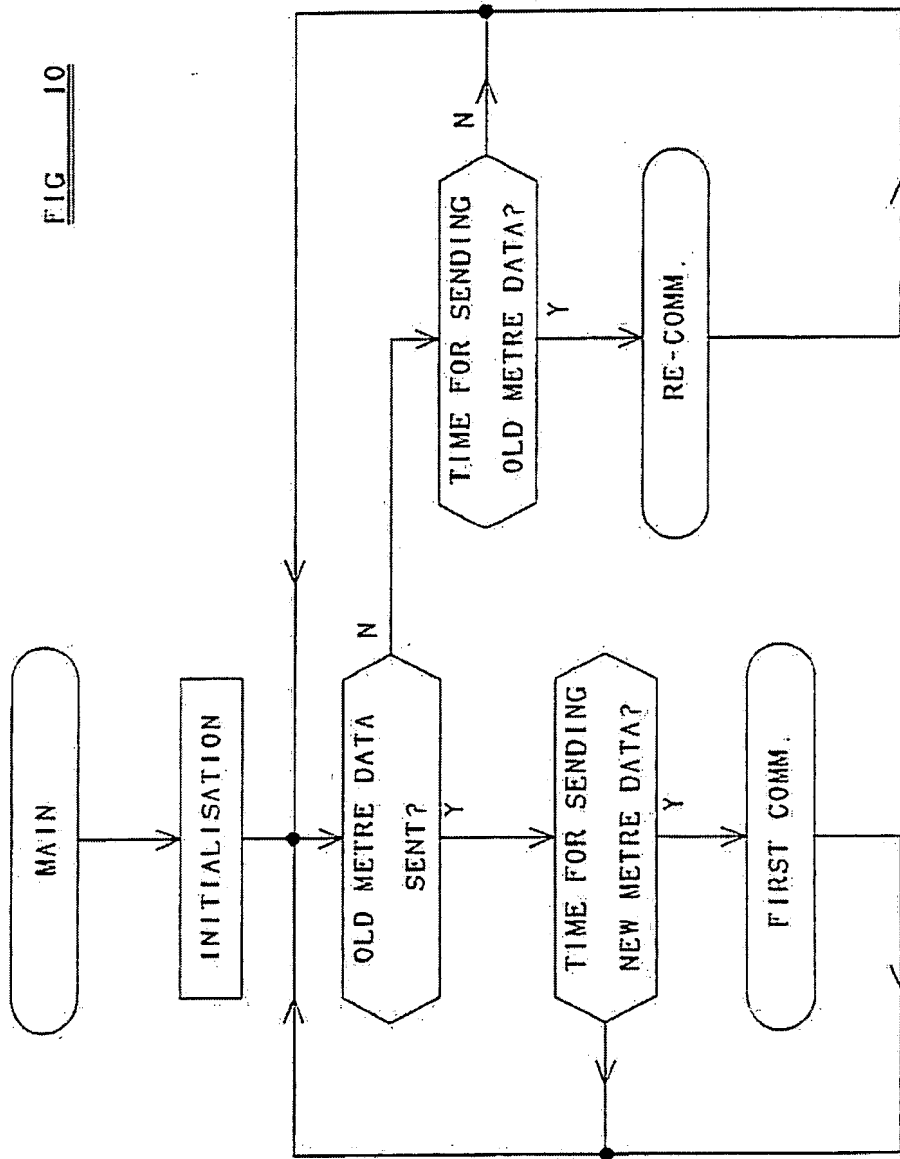 FIG 10
MAIN
INITIALISATION
OLD METRE DATA
SENT?
N
Y
TIME FOR SENDING
OLD METRE DATA?
N
Y
RE-COMM.
TIME FOR SENDING
NEW METRE DATA?
Y
FIRST COMM.